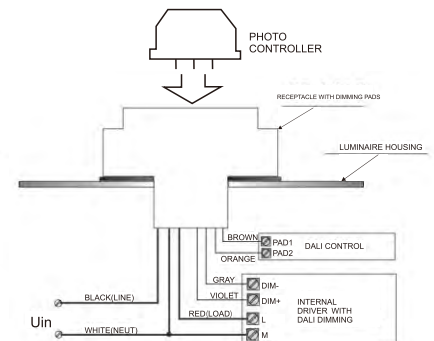 PHOTO
CONTROLLER
RECEPTACLE WITH DIMMING PADS
LUMINAIRE HOUSING
BROWN
PAD1
DALI CONTROL
ORANGE
PAD2
GRAY
DIM-
VIOLET
DIM+
INTERNAL
DRIVER WITH
DALI DIMMING
BLACK(LINE)
RED(LOAD)
L
Uin
WHITE(NEUT)
M